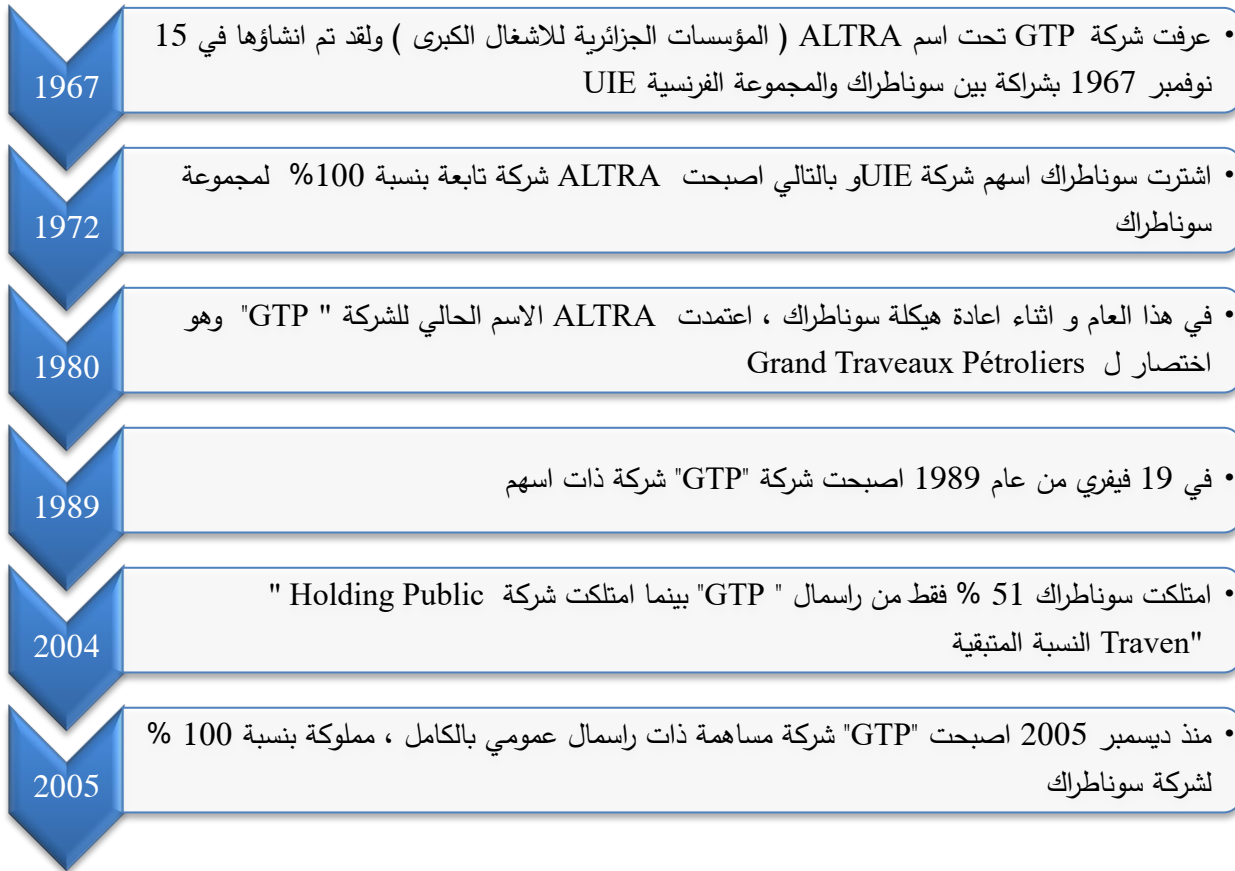 1967
• عرفت شركة GTP تحت اسم ALTRA ( المؤسسات الجزائرية للاشغال الكبرى ) ولقد تم انشاؤها في 15
نوفمبر 1967 بشراكة بين سوناطراك والمجموعة الفرنسية UIE
1972
• اشترت سوناطراك اسهم شركة UIEو بالتالي اصبحت ALTRA شركة تابعة بنسبة 100% لمجموعة
سوناطراك
1980
• في هذا العام و اثناء اعادة هيكلة سوناطراك ، اعتمدت ALTRA الاسم الحالي للشركة " GTP" وهو
اختصار ل Grand Traveaux Pétroliers
1989
• في 19 فيفري من عام 1989 اصبحت شركة "GTP" شركة ذات اسهم
2004
• امتلكت سوناطراك 51 % فقط من راسمال " GTP" بينما امتلكت شركة Holding Public "
Traven" النسبة المتبقية
2005
• منذ ديسمبر 2005 اصبحت "GTP" شركة مساهمة ذات راسمال عمومي بالكامل ، مملوكة بنسبة 100 %
لشركة سوناطراك